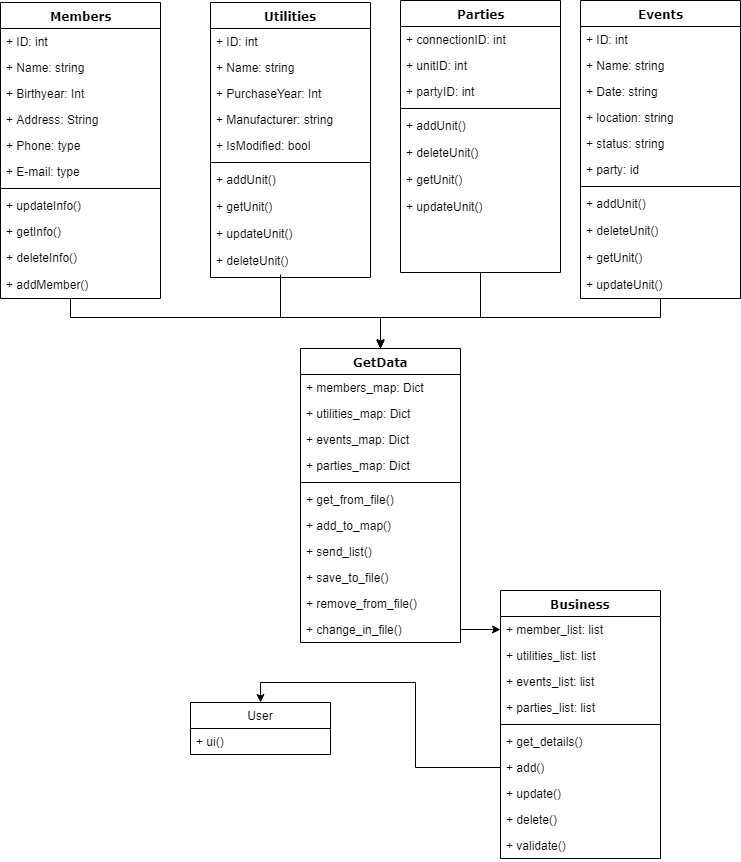 Members
+ ID: int
+ Name: string
+ Birthyear: Int
+ Address: String
+ Phone: type
+ E-mail: type
+ updateInfo()
+ getInfo()
+ deleteInfo()
+ addMember()
Utilities
+ ID: int
+ Name: string
+ PurchaseYear: Int
+ Manufacturer: string
+ IsModified: bool
+ addUnit()
+ getUnit()
+ updateUnit()
+ deleteUnit()
Parties
+ connectionID: int
+ unitID: int
+ partyID: int
+ addUnit()
+ deleteUnit()
+ getUnit()
+ updateUnit()
Events
+ ID: int
+ Name: string
+ Date: string
+ location: string
+ status: string
+ party: id
+ addUnit()
+ deleteUnit()
+ getUnit()
+ updateUnit()
GetData
+ members_map: Dict
+ utilities_map: Dict
+ events_map: Dict
+ parties_map: Dict
+ get_from_file()
+ add_to_map()
+ send_list()
+ save_to_file()
+ remove_from_file()
+ change_in_file()
Business
+ member_list: list
+ utilities_list: list
+ events_list: list
+ parties_list: list
+ get_details()
+ add()
+ update()
+ delete()
+ validate()
User
+ ui()